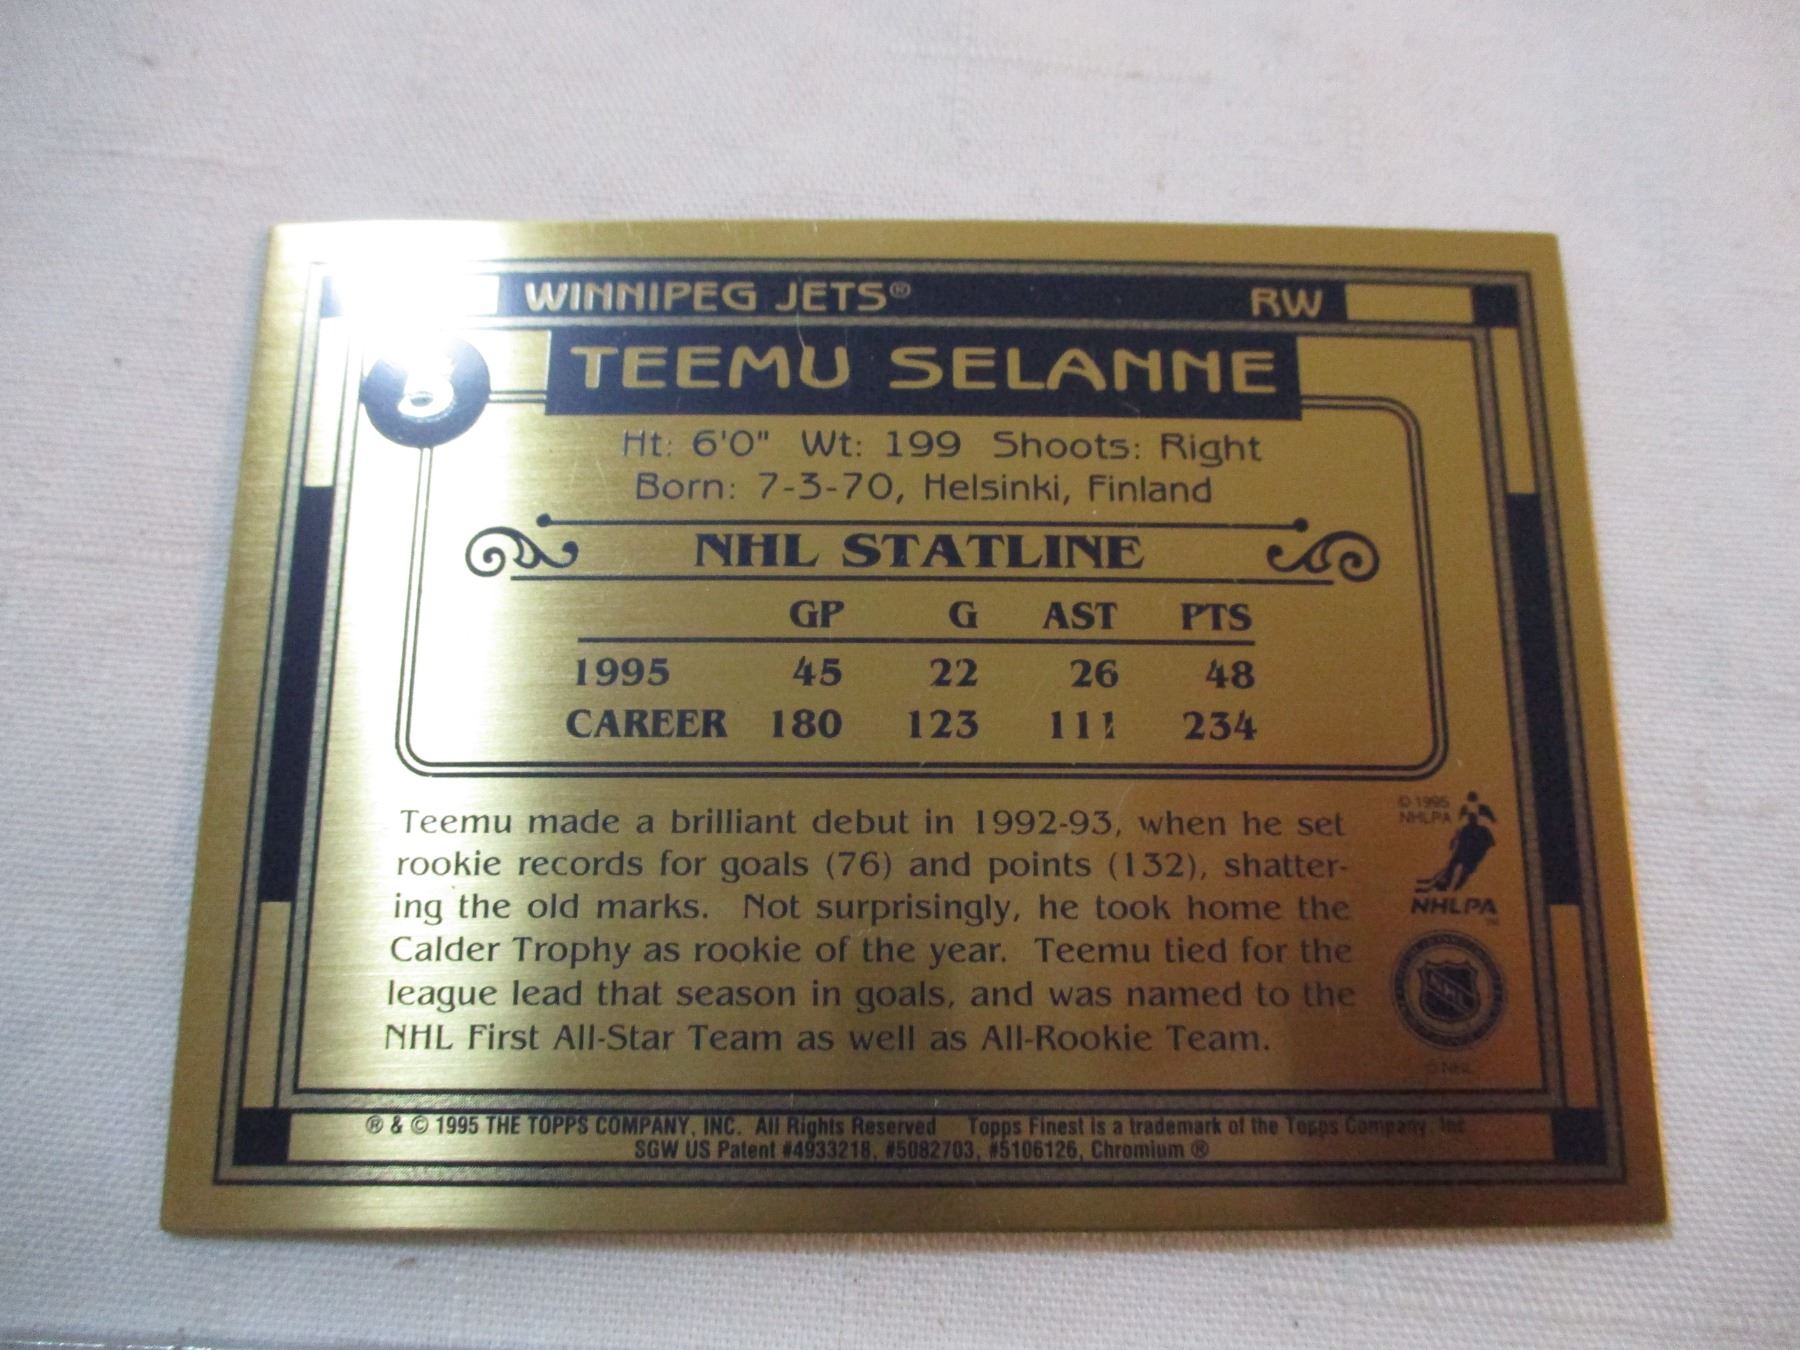 WINNIPEG JETS® RW
TEEMU SELANNE
Ht: 6'0" Wt: 199 Shoots: Right
Born: 7-3-70, Helsinki, Finland
NHL STATLINE
GP G AST PTS
1995 45 22 26 48
CAREER 180 123 111 234
Teemu made a brilliant debut in 1992-93, when he set
rookie records for goals (76) and points (132), shatter-
ing the old marks. Not surprisingly, he took home the
Calder Trophy as rookie of the year. Teemu tied for the
league lead that season in goals, and was named to the
NHL First All-Star Team as well as All-Rookie Team.
© 1995
NHLPA
NHLPA
™
NHL
© NHL
® & © 1995 THE TOPPS COMPANY, INC. All Rights Reserved Topps Finest is a trademark of the Topps Company, Inc
SGW US Patent #4933218, #5082703, #5106126, Chromium ®